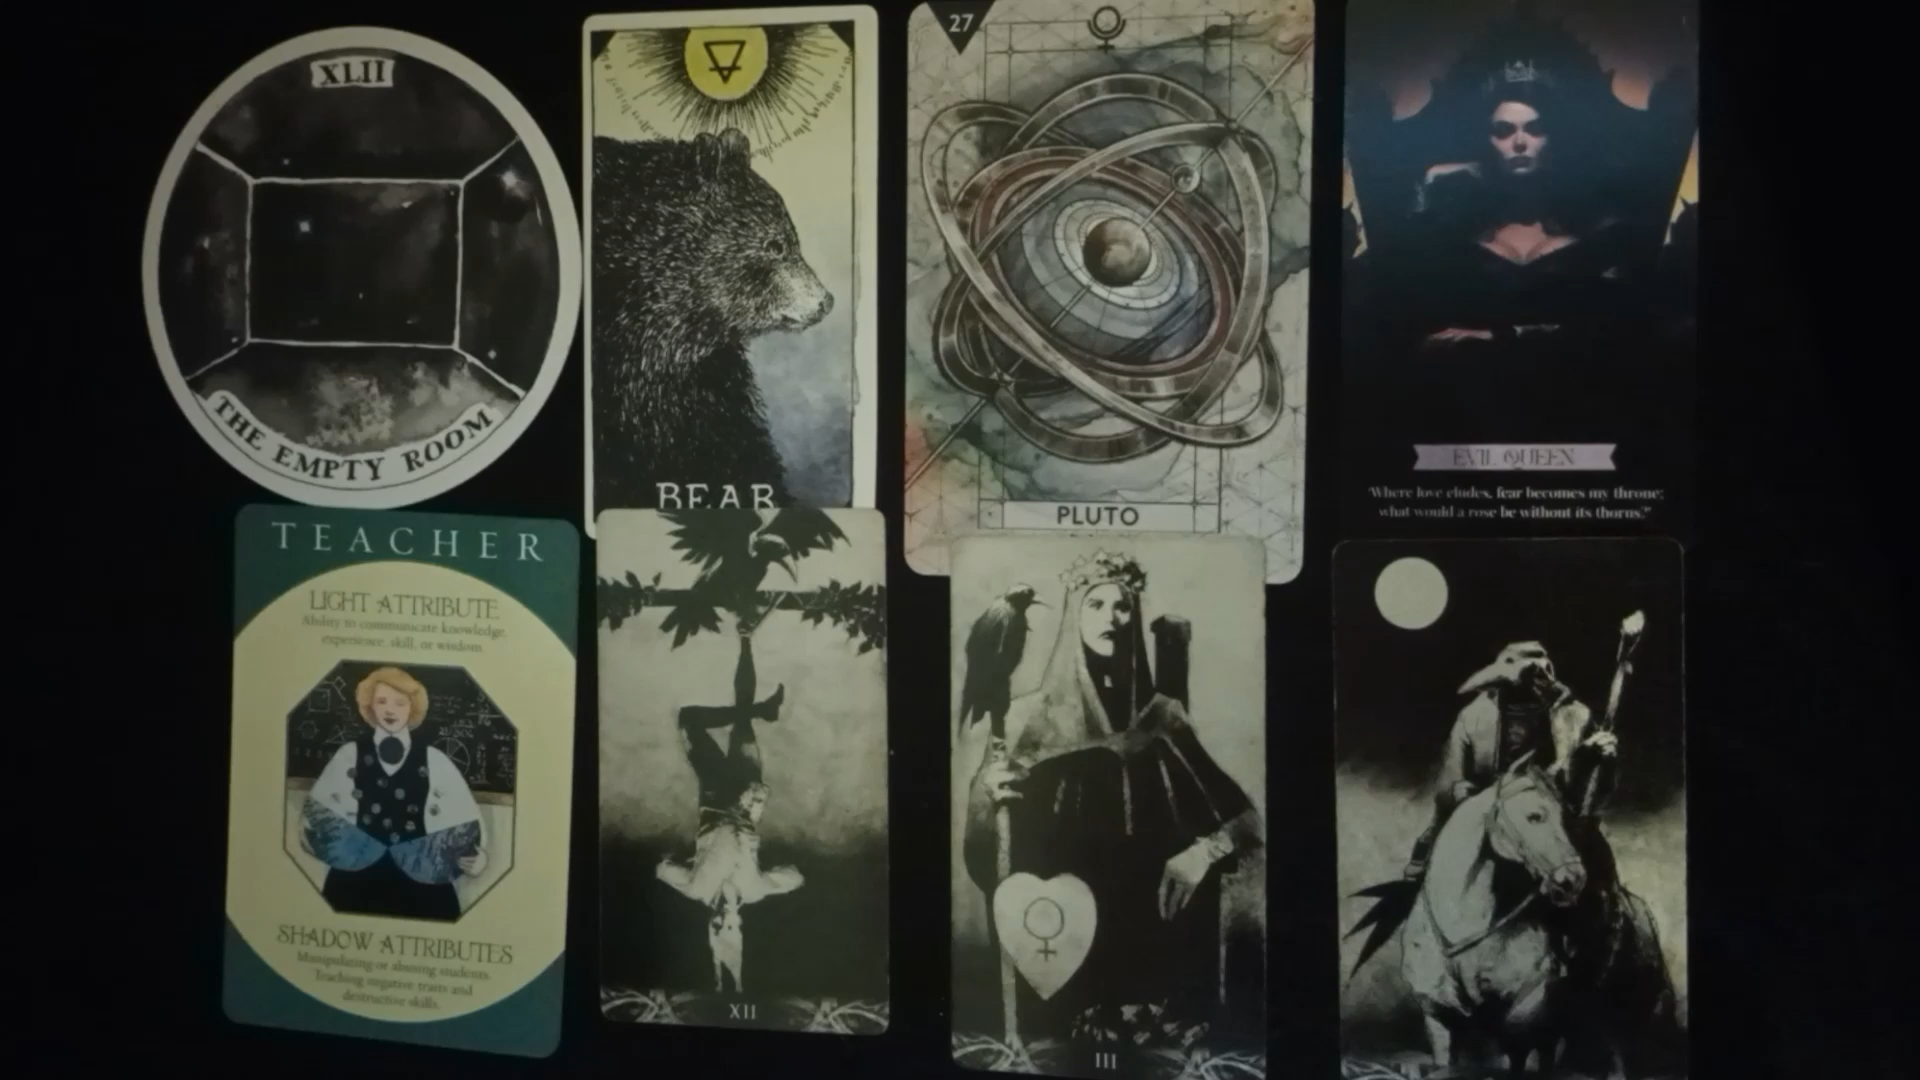 XLII
THE EMPTY ROOM
BEAR
27
PLUTO
EVIL QUEEN
"Where love eludes, fear becomes my throne;
what would a rose be without its thorns."
TEACHER
LIGHT ATTRIBUTE
Ability to communicate knowledge,
experience, skill, or wisdom.
SHADOW ATTRIBUTES
Manipulating or abusing students.
Teaching negative traits and
destructive skills.
XII
III